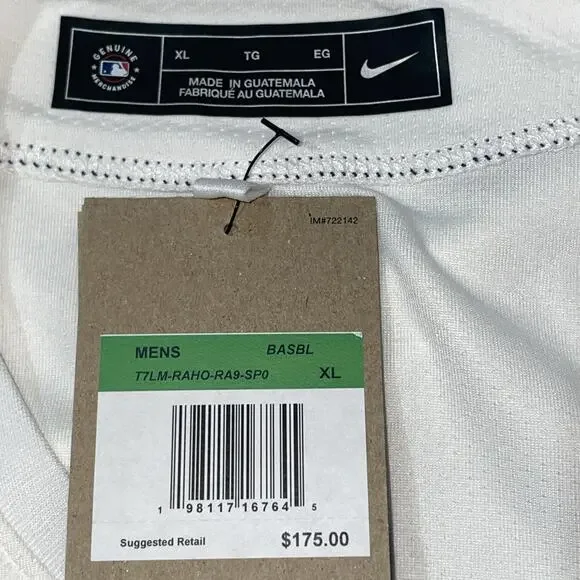 GENUINE
MERCHANDISE
XL TG EG
MADE IN GUATEMALA
FABRIQUÉ AU GUATEMALA
IM#722142
MENS BASBL
T7LM-RAHO-RA9-SP0 XL
1 98117 16764 5
Suggested Retail $175.00